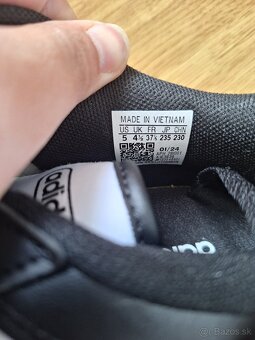 MADE IN VIETNAM
US UK FR JP CHN
5 4½ 37⅓ 235 230
01/24
adidas
adidas
Bazos.sk